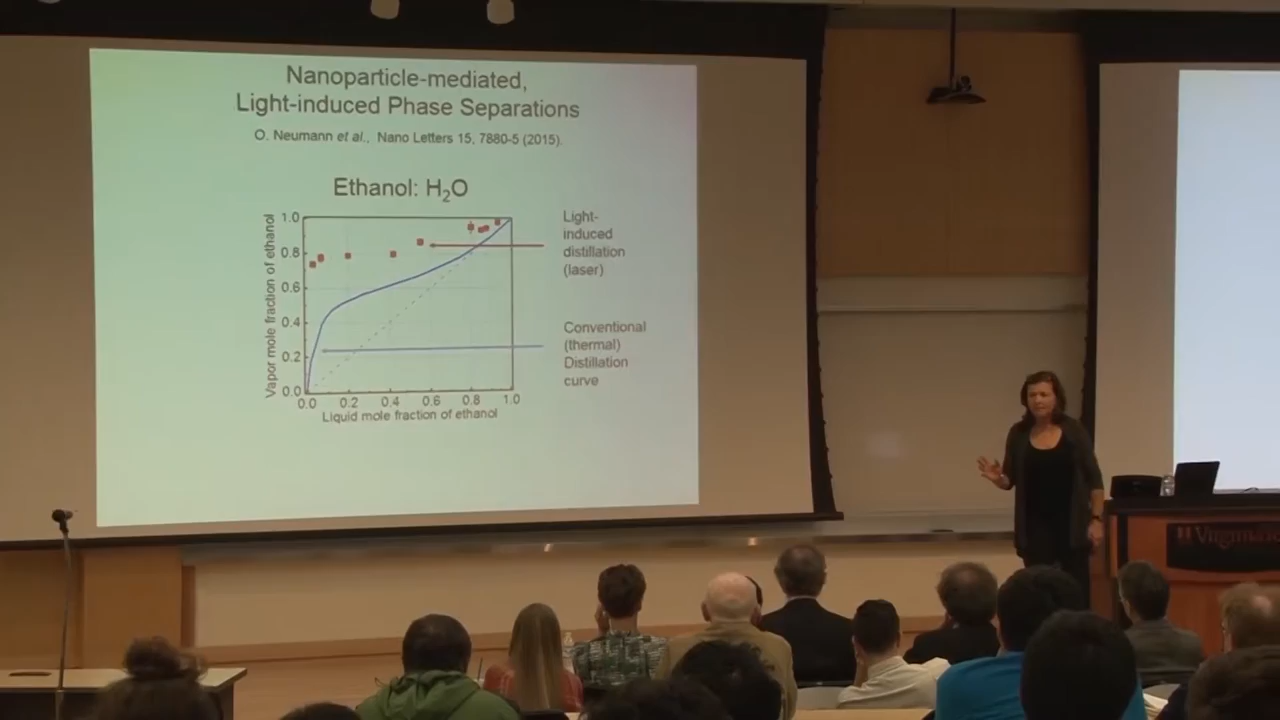 Nanoparticle-mediated,
Light-induced Phase Separations
O. Neumann et al., Nano Letters 15, 7880-5 (2015).
Ethanol: H₂O
Vapor mole fraction of ethanol
1.0
0.8
0.6
0.4
0.2
0.0
0.0 0.2 0.4 0.6 0.8 1.0
Liquid mole fraction of ethanol
Light-
induced
distillation
(laser)
Conventional
(thermal)
Distillation
curve